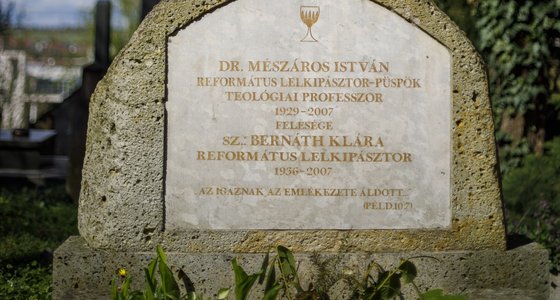 DR. MÉSZÁROS ISTVÁN
REFORMÁTUS LELKIPÁSZTOR-PÜSPÖK
TEOLÓGIAI PROFESSZOR
1929-2007
FELESÉGE
SZ.: BERNÁTH KLÁRA
REFORMÁTUS LELKIPÁSZTOR
1936-2007
AZ IGAZNAK AZ EMLÉKEZETE ÁLDOTT...
(PÉLD.10.7)